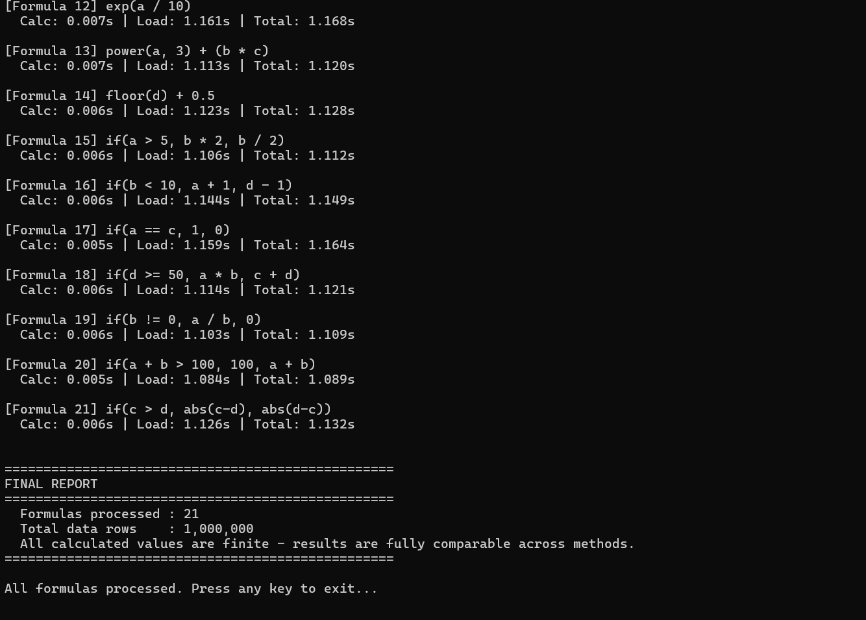 [Formula 12] exp(a / 10)
  Calc: 0.007s | Load: 1.161s | Total: 1.168s
[Formula 13] power(a, 3) + (b * c)
  Calc: 0.007s | Load: 1.113s | Total: 1.120s
[Formula 14] floor(d) + 0.5
  Calc: 0.006s | Load: 1.123s | Total: 1.128s
[Formula 15] if(a > 5, b * 2, b / 2)
  Calc: 0.006s | Load: 1.106s | Total: 1.112s
[Formula 16] if(b < 10, a + 1, d - 1)
  Calc: 0.006s | Load: 1.144s | Total: 1.149s
[Formula 17] if(a == c, 1, 0)
  Calc: 0.005s | Load: 1.159s | Total: 1.164s
[Formula 18] if(d >= 50, a * b, c + d)
  Calc: 0.006s | Load: 1.114s | Total: 1.121s
[Formula 19] if(b != 0, a / b, 0)
  Calc: 0.006s | Load: 1.103s | Total: 1.109s
[Formula 20] if(a + b > 100, 100, a + b)
  Calc: 0.005s | Load: 1.084s | Total: 1.089s
[Formula 21] if(c > d, abs(c-d), abs(d-c))
  Calc: 0.006s | Load: 1.126s | Total: 1.132s
==================================================
FINAL REPORT
==================================================
  Formulas processed : 21
  Total data rows    : 1,000,000
  All calculated values are finite - results are fully comparable across methods.
==================================================
All formulas processed. Press any key to exit...